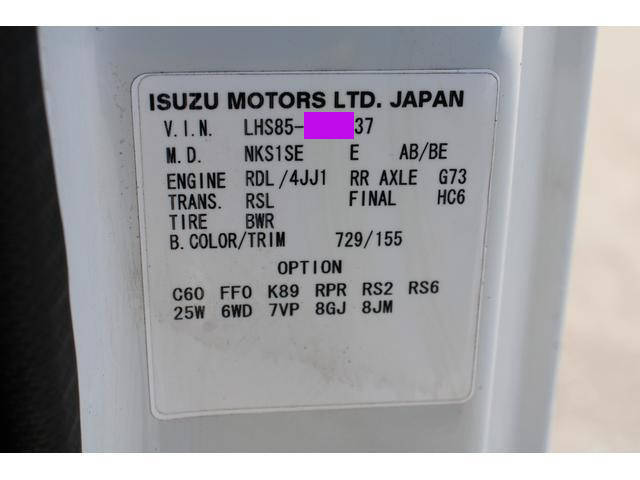 ISUZU MOTORS LTD. JAPAN
V.I.N. LHS85- 37
M.D. NKS1SE E AB/BE
ENGINE RDL/4JJ1 RR AXLE G73
TRANS. RSL FINAL HC6
TIRE BWR
B.COLOR/TRIM 729/155
OPTION
C60 FF0 K89 RPR RS2 RS6
25W 6WD 7VP 8GJ 8JM